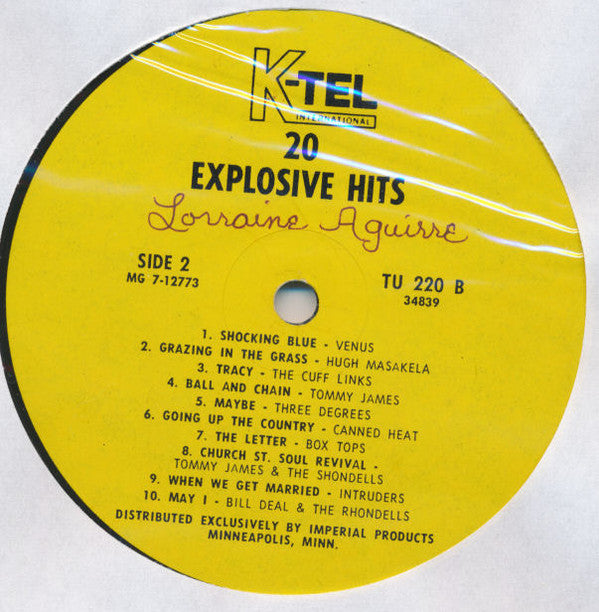 K-TEL
INTERNATIONAL
20
EXPLOSIVE HITS
Lorraine Aguirre
SIDE 2
MG 7-12773
TU 220 B
34839
1. SHOCKING BLUE - VENUS
2. GRAZING IN THE GRASS - HUGH MASAKELA
3. TRACY - THE CUFF LINKS
4. BALL AND CHAIN - TOMMY JAMES
5. MAYBE - THREE DEGREES
6. GOING UP THE COUNTRY - CANNED HEAT
7. THE LETTER - BOX TOPS
8. CHURCH ST. SOUL REVIVAL -
TOMMY JAMES & THE SHONDELLS
9. WHEN WE GET MARRIED - INTRUDERS
10. MAY I - BILL DEAL & THE RHONDELLS
DISTRIBUTED EXCLUSIVELY BY IMPERIAL PRODUCTS
MINNEAPOLIS, MINN.